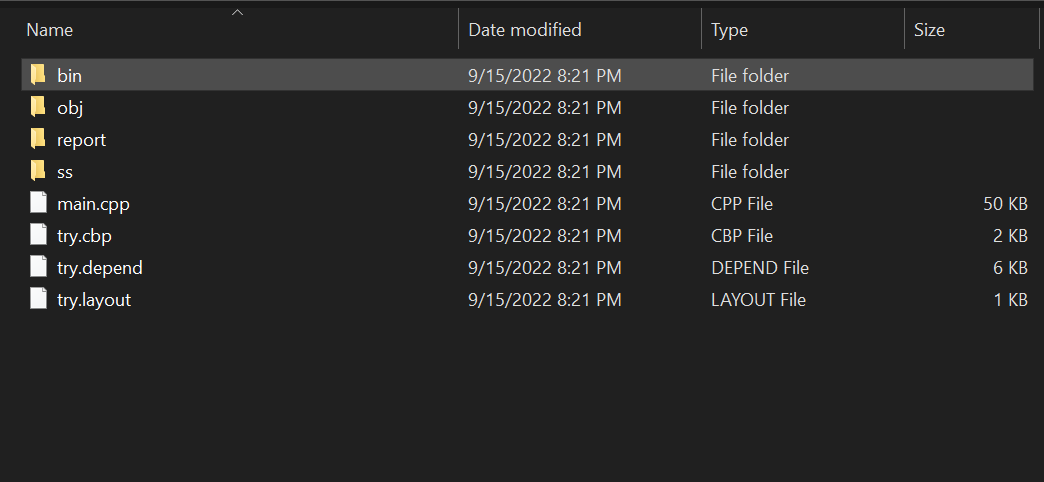 Name Date modified Type Size
bin 9/15/2022 8:21 PM File folder
obj 9/15/2022 8:21 PM File folder
report 9/15/2022 8:21 PM File folder
ss 9/15/2022 8:21 PM File folder
main.cpp 9/15/2022 8:21 PM CPP File 50 KB
try.cbp 9/15/2022 8:21 PM CBP File 2 KB
try.depend 9/15/2022 8:21 PM DEPEND File 6 KB
try.layout 9/15/2022 8:21 PM LAYOUT File 1 KB